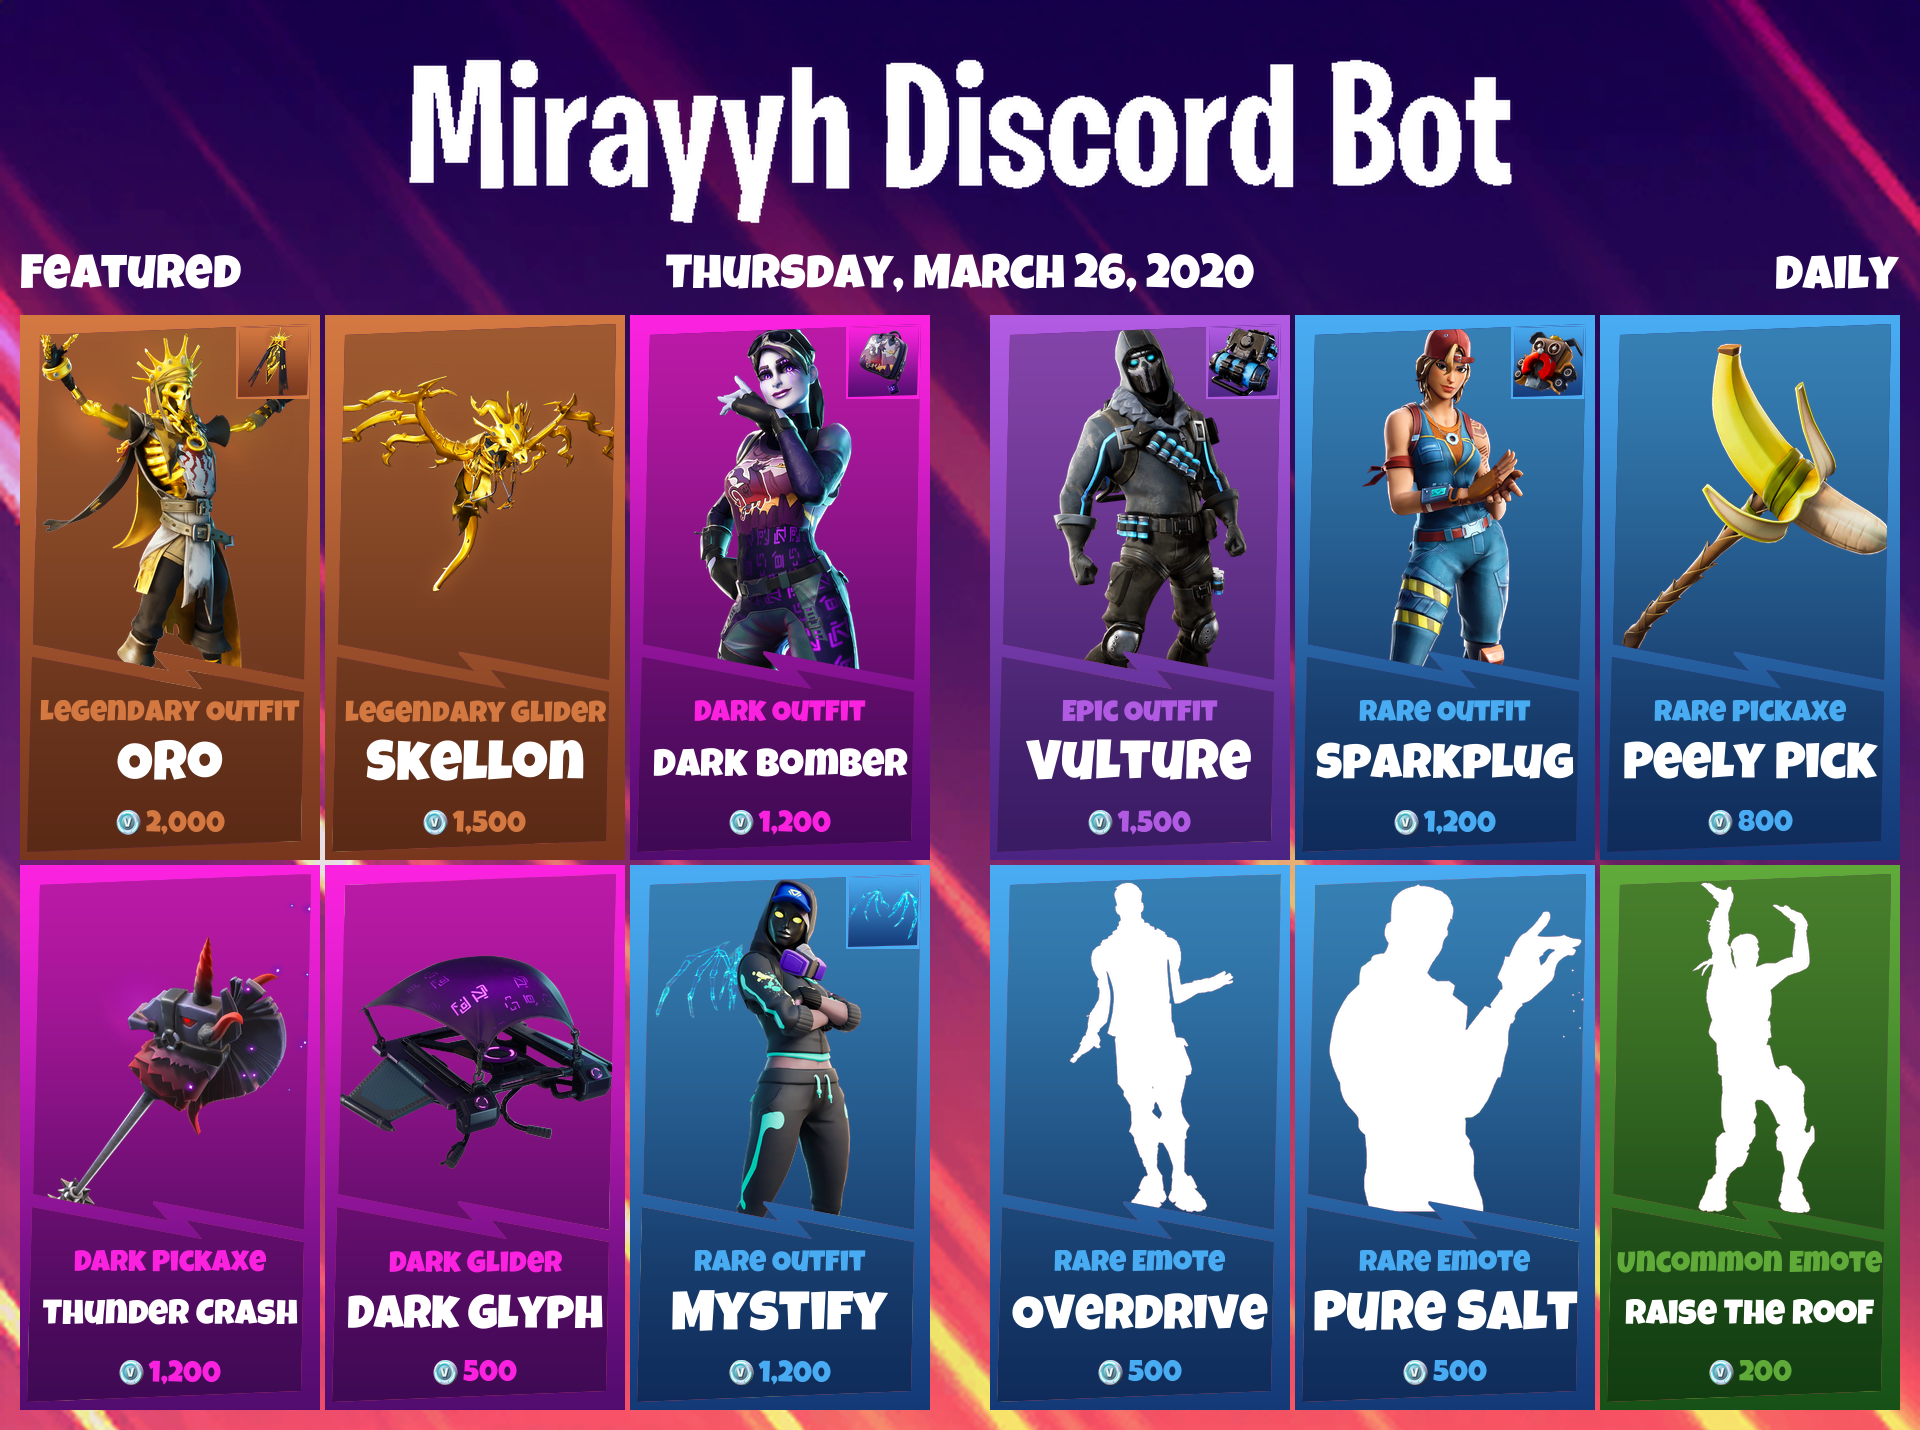 Mirayyh Discord Bot
FEATURED
THURSDAY, MARCH 26, 2020
DAILY
LEGENDARY OUTFIT
ORO
2,000
LEGENDARY GLIDER
SKELLON
1,500
DARK OUTFIT
DARK BOMBER
1,200
EPIC OUTFIT
VULTURE
1,500
RARE OUTFIT
SPARKPLUG
1,200
RARE PICKAXE
PEELY PICK
800
DARK PICKAXE
THUNDER CRASH
1,200
DARK GLIDER
DARK GLYPH
500
RARE OUTFIT
MYSTIFY
1,200
RARE EMOTE
OVERDRIVE
500
RARE EMOTE
PURE SALT
500
UNCOMMON EMOTE
RAISE THE ROOF
200